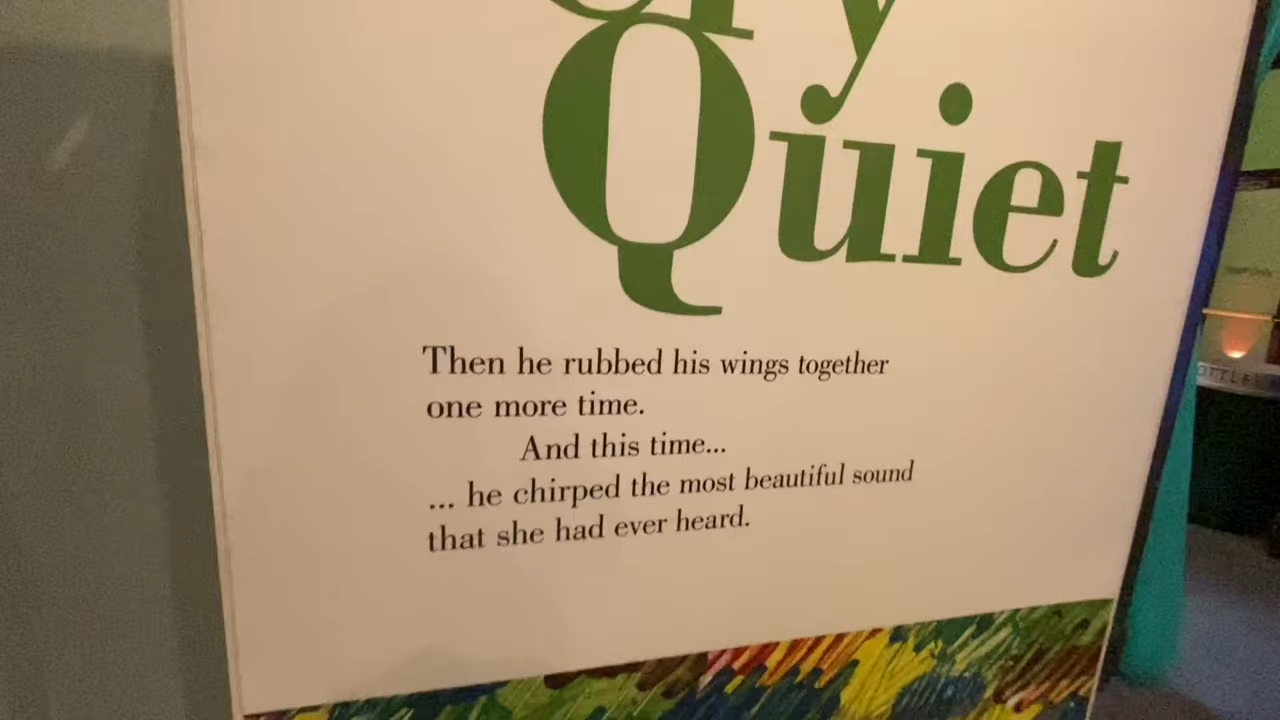 Quiet
Then he rubbed his wings together
one more time.
And this time...
... he chirped the most beautiful sound
that she had ever heard.